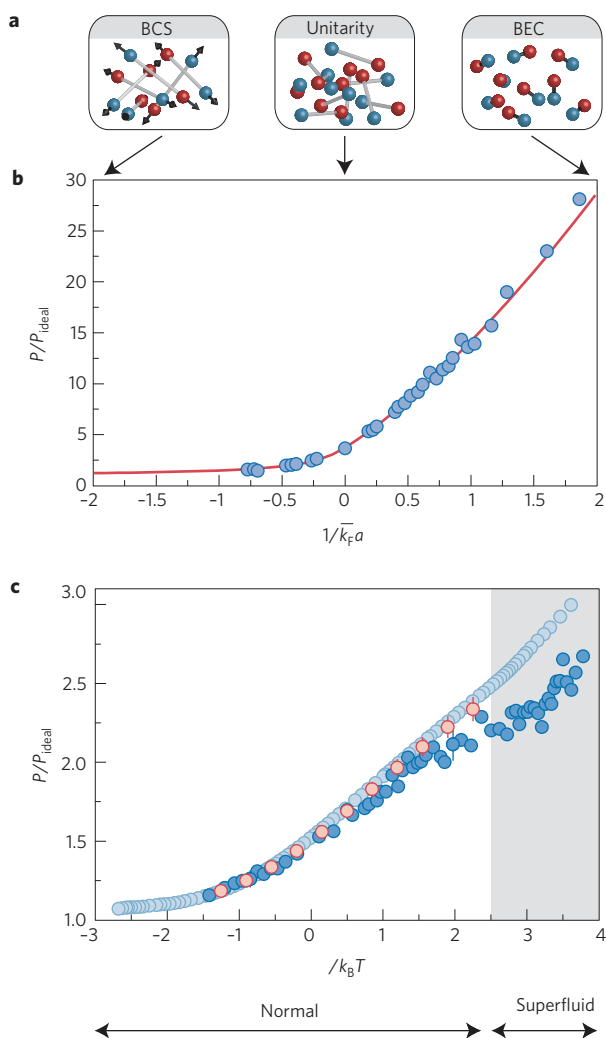 a
BCS
Unitarity
BEC
b
30
25
20
15
10
5
0
P/P_ideal
−2 −1.5 −1 −0.5 0 0.5 1 1.5 2
1/k̅_F a
c
3.0
2.5
2.0
1.5
1.0
P/P_ideal
−3 −2 −1 0 1 2 3 4
/k_BT
Normal
Superfluid